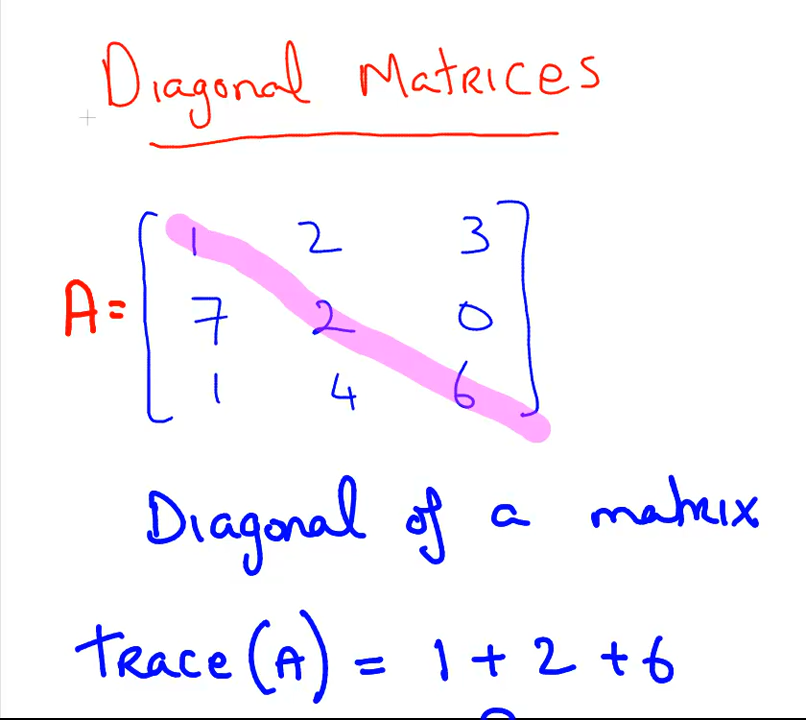 Diagonal Matrices
A= [ 1 2 3
7 2 0
1 4 6 ]
Diagonal of a matrix
trace(A) = 1 + 2 + 6